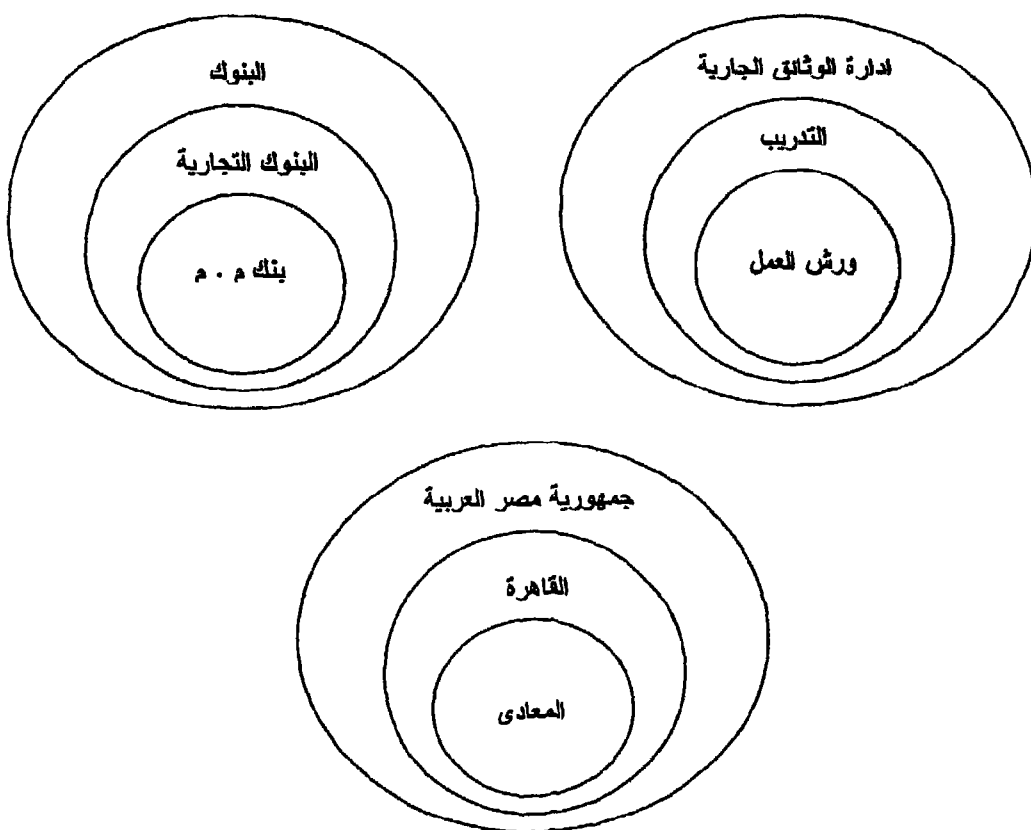 ادارة الوثائق الجارية
التدريب
ورش العمل
البنوك
البنوك التجارية
بنك م . م
جمهورية مصر العربية
القاهرة
المعادى